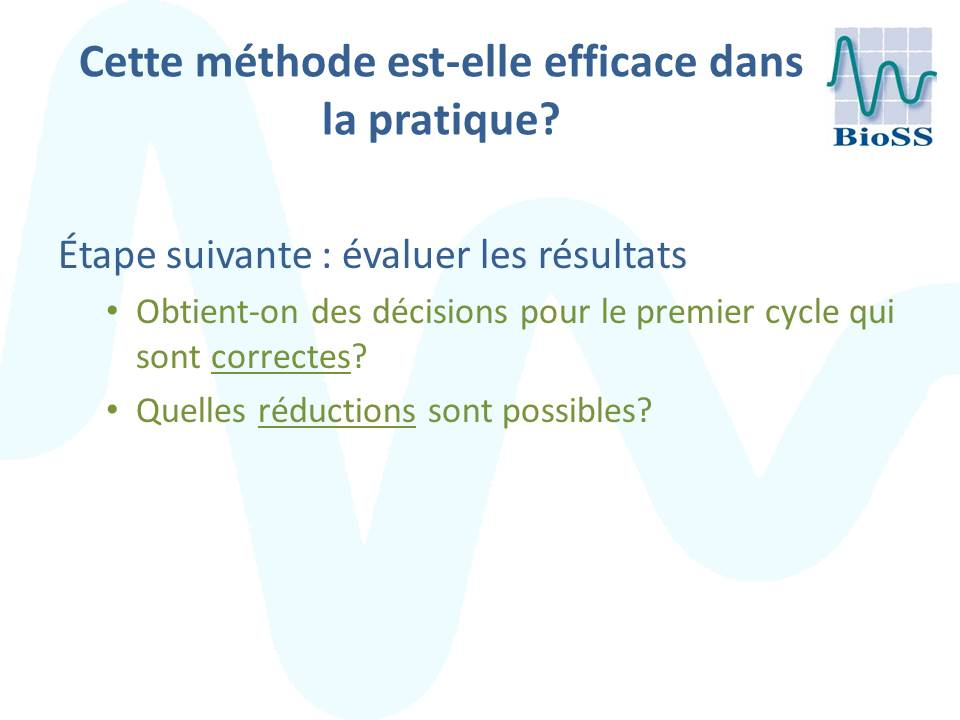 Cette méthode est-elle efficace dans
la pratique?
BioSS
Étape suivante : évaluer les résultats
• Obtient-on des décisions pour le premier cycle qui
sont correctes?
• Quelles réductions sont possibles?